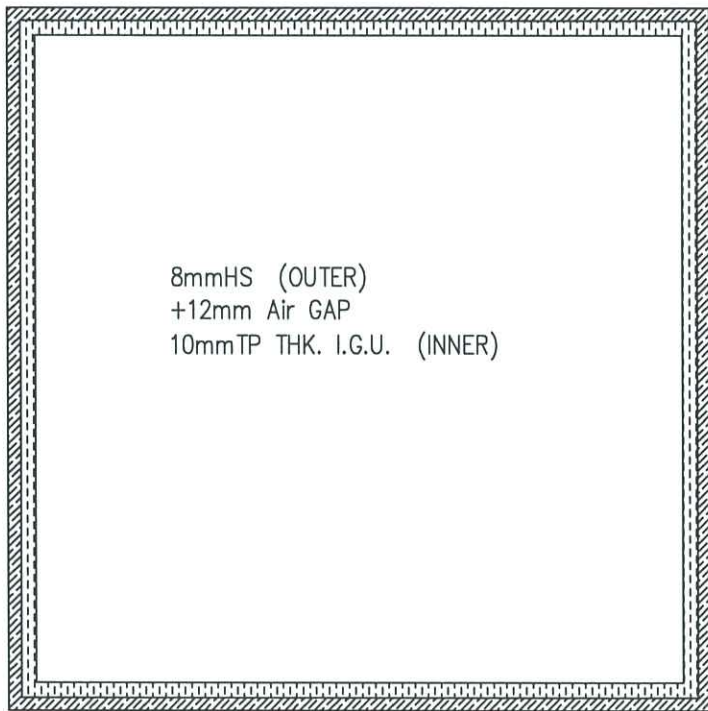 8mmHS (OUTER)
+12mm Air GAP
10mmTP THK. I.G.U. (INNER)